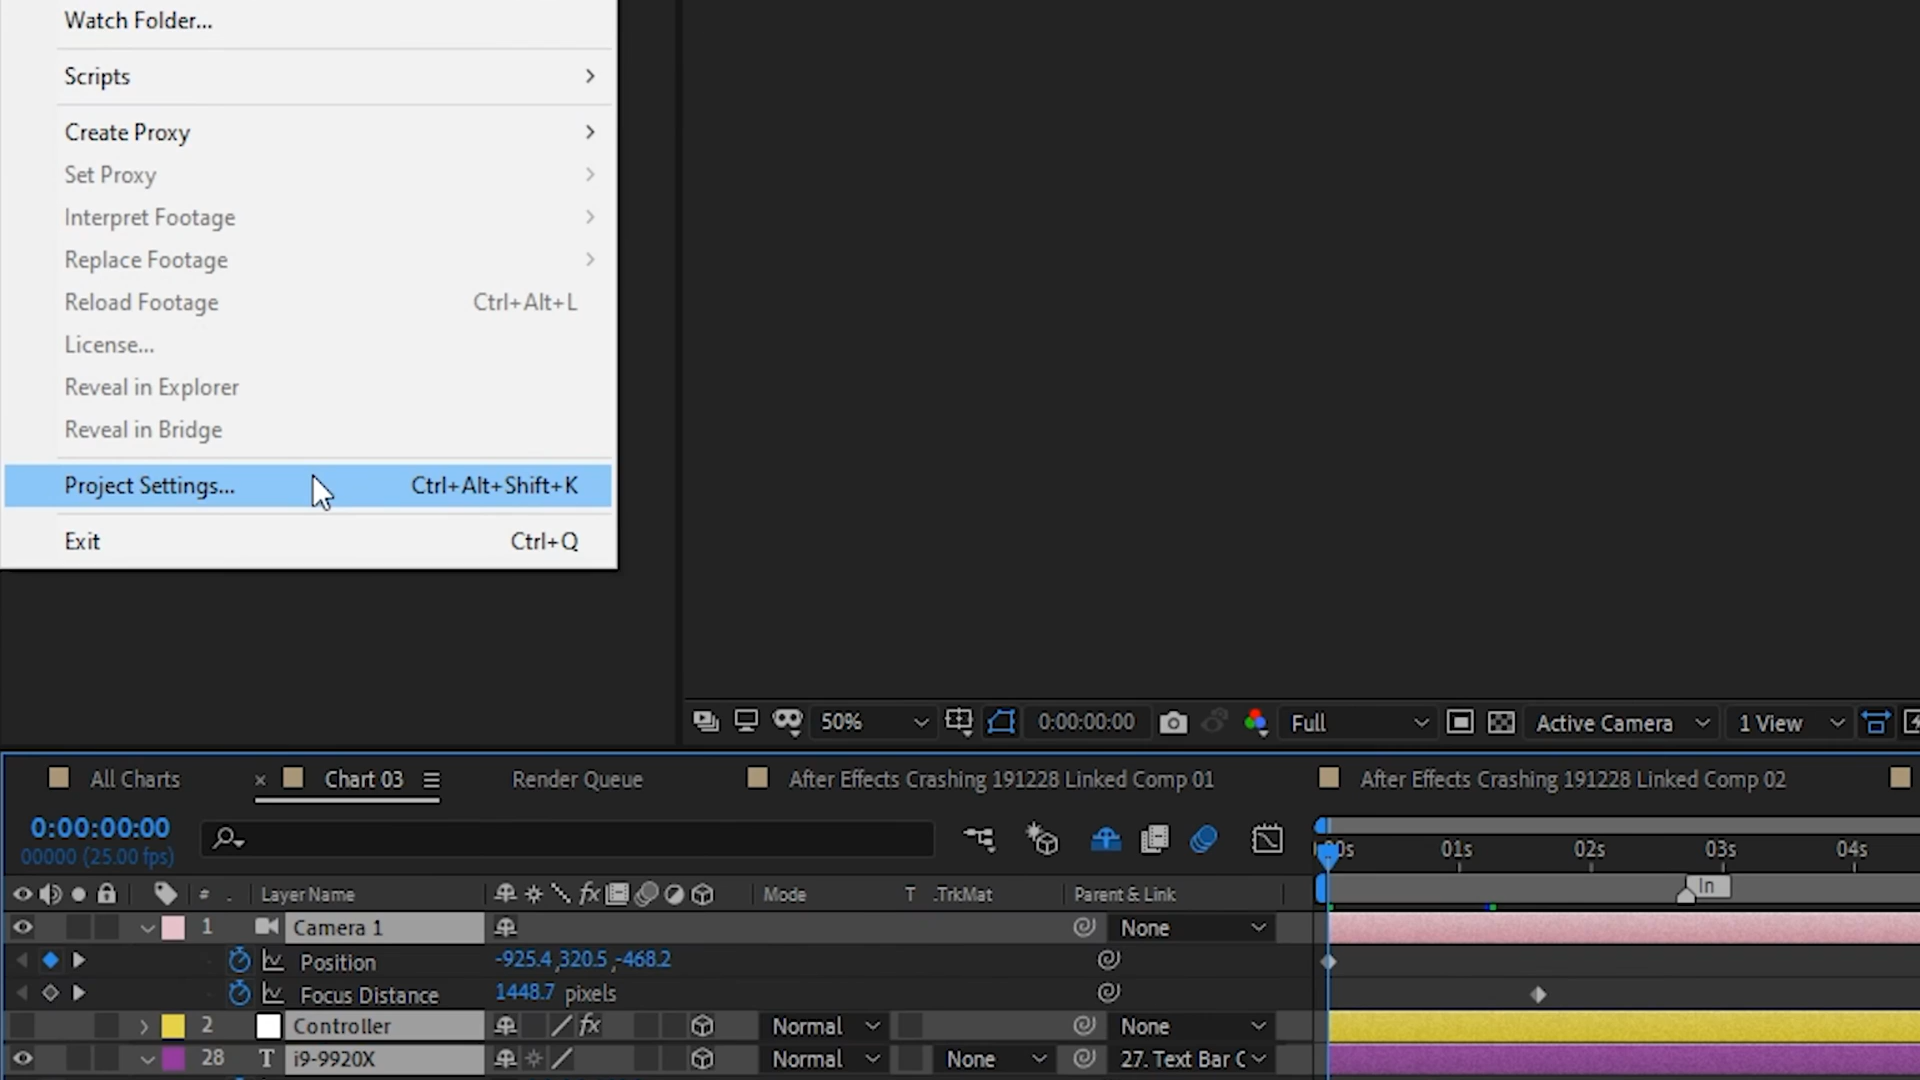 Watch Folder...
Scripts
Create Proxy
Set Proxy
Interpret Footage
Replace Footage
Reload Footage Ctrl+Alt+L
License...
Reveal in Explorer
Reveal in Bridge
Project Settings... Ctrl+Alt+Shift+K
Exit Ctrl+Q
50% 0:00:00:00 Full Active Camera 1 View
All Charts × Chart 03 Render Queue After Effects Crashing 191228 Linked Comp 01 After Effects Crashing 191228 Linked Comp 02
0:00:00:00
00000 (25.00 fps)
01s 02s 03s 04s
In
# . Layer Name fx Mode T .TrkMat Parent & Link
1 Camera 1 None
Position -925.4,320.5,-468.2
Focus Distance 1448.7 pixels
2 Controller fx Normal None
28 T i9-9920X Normal None 27. Text Bar C